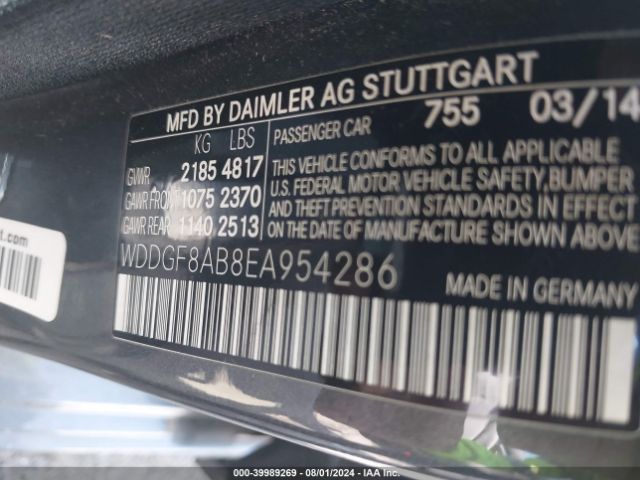 MFD BY DAIMLER AG STUTTGART
KG LBS PASSENGER CAR 755 03/14
GVWR 2185 4817
GAWR FRONT 1075 2370
GAWR REAR 1140 2513
THIS VEHICLE CONFORMS TO ALL APPLICABLE
U.S. FEDERAL MOTOR VEHICLE SAFETY, BUMPER
AND THEFT PREVENTION STANDARDS IN EFFECT
ON THE DATE OF MANUFACTURE SHOWN ABOVE
WDDGF8AB8EA954286
MADE IN GERMANY
000-39989269 - 08/01/2024 - IAA Inc.